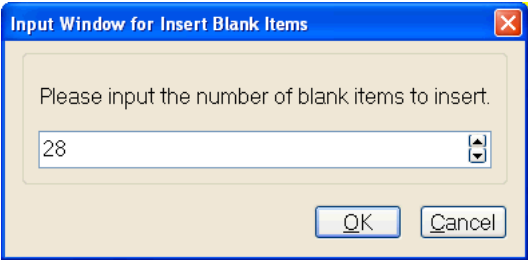 Input Window for Insert Blank Items
Please input the number of blank items to insert.
28
OK Cancel